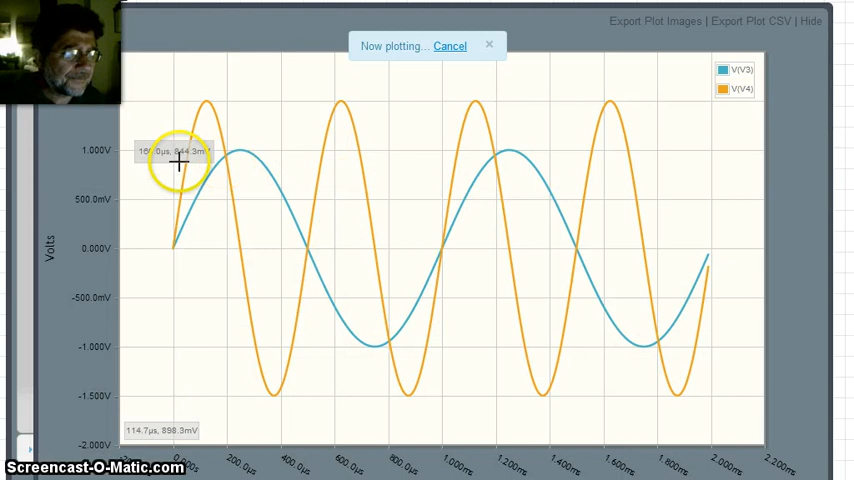 Export Plot Images | Export Plot CSV | Hide
Now plotting... Cancel ×
V(V3)
V(V4)
1.000V
500.0mV
0.000V
-500.0mV
-1.000V
-1.500V
-2.000V
Volts
844.3mV
114.7µs, 898.3mV
0.000s 200.0µs 400.0µs 600.0µs 800.0µs 1.000ms 1.200ms 1.400ms 1.600ms 1.800ms 2.000ms 2.200ms
Screencast-O-Matic.com